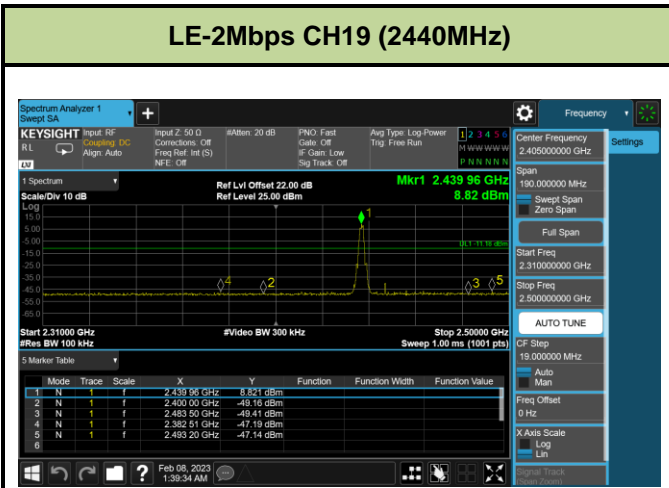 LE-2Mbps CH19 (2440MHz)
Spectrum Analyzer 1
Swept SA
Frequency
KEYSIGHT
RL
Input: RF
Coupling: DC
Align: Auto
Input Z: 50 Ω
Corrections: Off
Freq Ref: Int (S)
NFE: Off
#Atten: 20 dB
PNO: Fast
Gate: Off
IF Gain: Low
Sig Track: Off
Avg Type: Log-Power
Trig: Free Run
1 2 3 4 5 6
M W W W W W
P N N N N N
LXI
1 Spectrum
Scale/Div 10 dB
Ref Lvl Offset 22.00 dB
Ref Level 25.00 dBm
Mkr1 2.439 96 GHz
8.82 dBm
Log
15.0
5.00
-5.00
-15.0
-25.0
-35.0
-45.0
-55.0
-65.0
1
DL1 -11.18 dBm
4
2
3
5
Start 2.31000 GHz
#Video BW 300 kHz
Stop 2.50000 GHz
#Res BW 100 kHz
Sweep 1.00 ms (1001 pts)
5 Marker Table
Mode Trace Scale X Y Function Function Width Function Value
1 N 1 f 2.439 96 GHz 8.821 dBm
2 N 1 f 2.400 00 GHz -49.16 dBm
3 N 1 f 2.483 50 GHz -49.41 dBm
4 N 1 f 2.382 51 GHz -47.19 dBm
5 N 1 f 2.493 20 GHz -47.14 dBm
6
Feb 08, 2023
1:39:34 AM
Center Frequency
2.405000000 GHz
Settings
Span
190.000000 MHz
Swept Span
Zero Span
Full Span
Start Freq
2.310000000 GHz
Stop Freq
2.500000000 GHz
AUTO TUNE
CF Step
19.000000 MHz
Auto
Man
Freq Offset
0 Hz
X Axis Scale
Log
Lin
Signal Track
(Span Zoom)